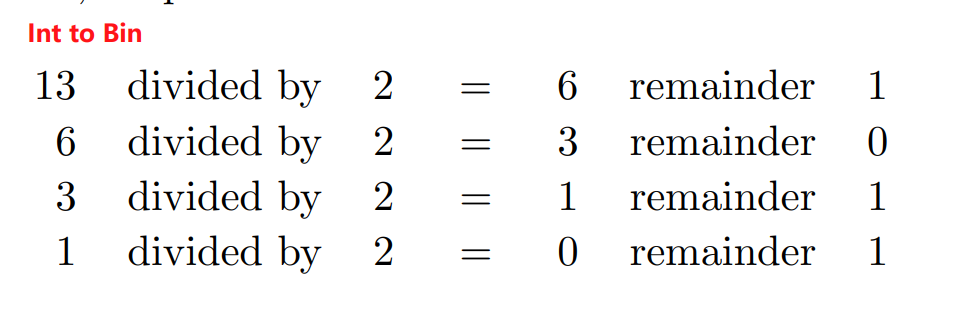 Int to Bin
13 divided by 2 = 6 remainder 1
6 divided by 2 = 3 remainder 0
3 divided by 2 = 1 remainder 1
1 divided by 2 = 0 remainder 1